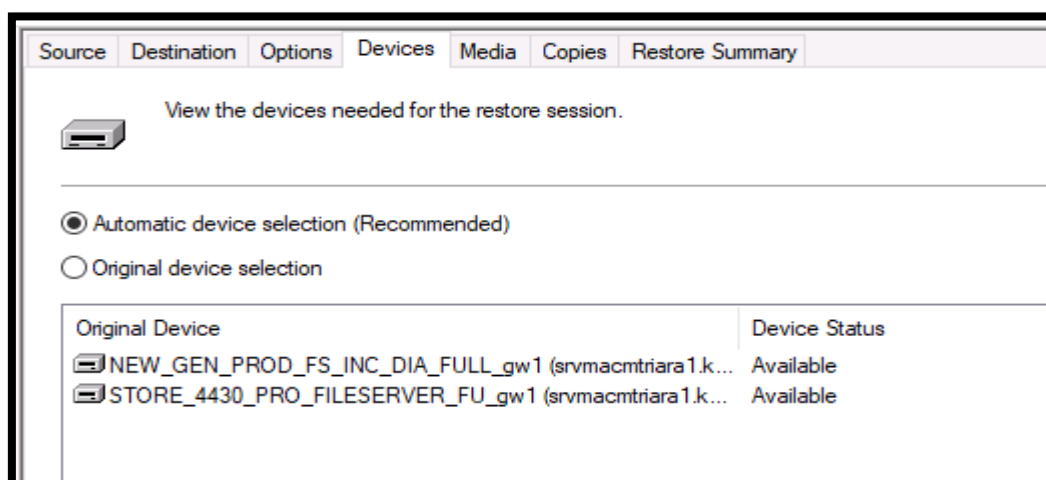 Source Destination Options Devices Media Copies Restore Summary
View the devices needed for the restore session.
Automatic device selection (Recommended)
Original device selection
Original Device Device Status
NEW_GEN_PROD_FS_INC_DIA_FULL_gw1 (srvmacmtriara1.k... Available
STORE_4430_PRO_FILESERVER_FU_gw1 (srvmacmtriara1.k... Available